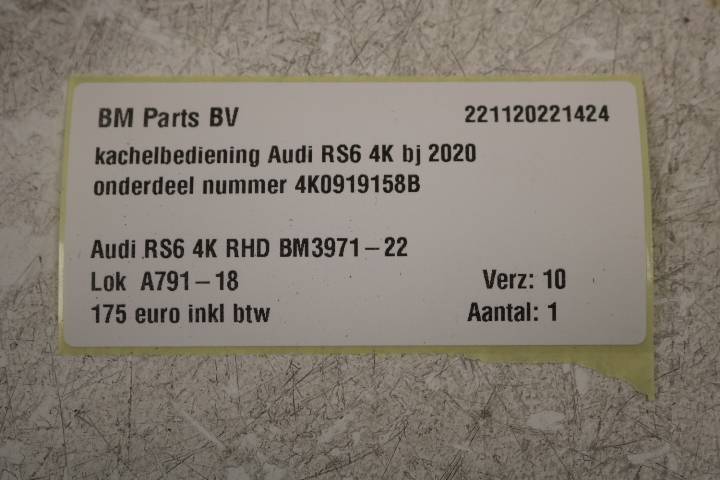 BM Parts BV 221120221424
kachelbediening Audi RS6 4K bj 2020
onderdeel nummer 4K0919158B
Audi RS6 4K RHD BM3971-22
Lok A791-18 Verz: 10
175 euro inkl btw Aantal: 1